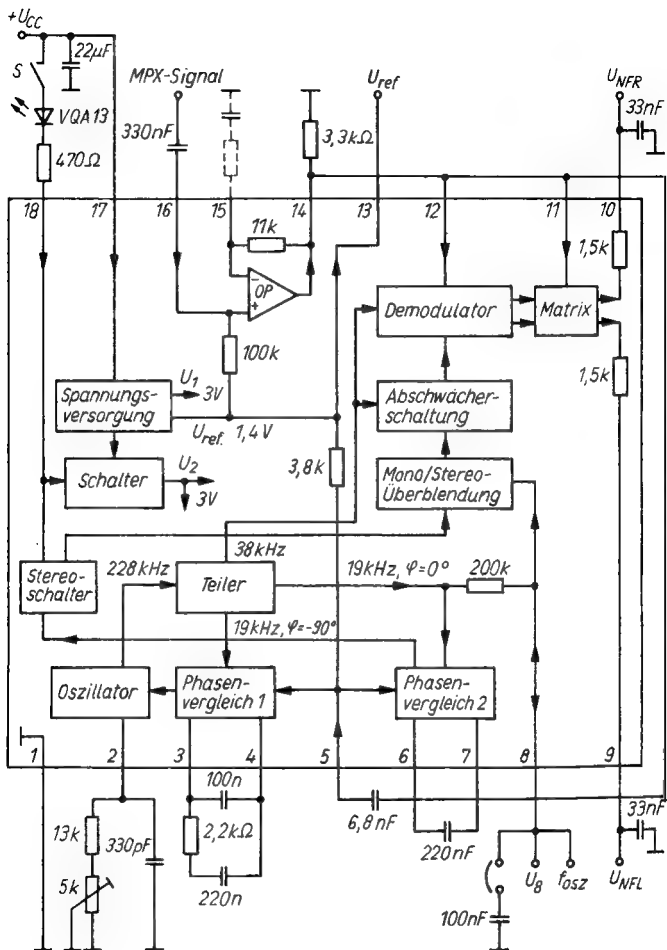 +U_CC
22µF
S
VQA13
470Ω
MPX-Signal
330nF
U_ref
3,3kΩ
U_NFR
33nF
18
17
16
15
14
13
12
11
10
11k
−
OP
+
100k
1,5k
Demodulator
Matrix
1,5k
Spannungs-
versorgung
U_1
3V
U_ref. 1,4V
Abschwächer-
schaltung
Schalter
U_2
3V
3,8k
Mono/Stereo-
Überblendung
Stereo-
schalter
228kHz
38kHz
Teiler
19kHz, φ=0°
200k
19kHz, φ=-90°
Oszillator
Phasen-
vergleich 1
Phasen-
vergleich 2
1
2
3
4
5
6
7
8
9
100n
13k
330pF
2,2kΩ
6,8nF
33nF
5k
220n
220nF
U_8
f_OSZ
U_NFL
100nF